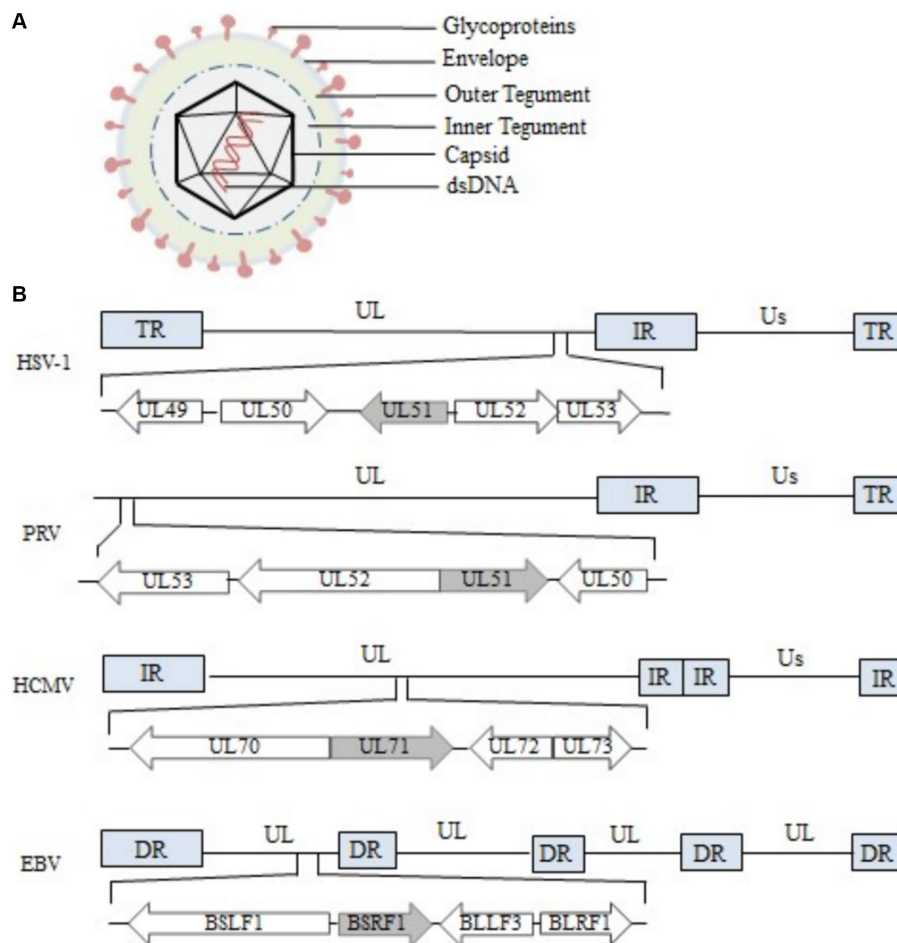 A
Glycoproteins
Envelope
Outer Tegument
Inner Tegument
Capsid
dsDNA
B
HSV-1
TR UL IR Us TR
UL49 UL50 UL51 UL52 UL53
PRV
UL IR Us TR
UL53 UL52 UL51 UL50
HCMV
IR UL IR IR Us IR
UL70 UL71 UL72 UL73
EBV
DR UL DR UL DR UL DR UL DR
BSLF1 BSRF1 BLLF3 BLRF1